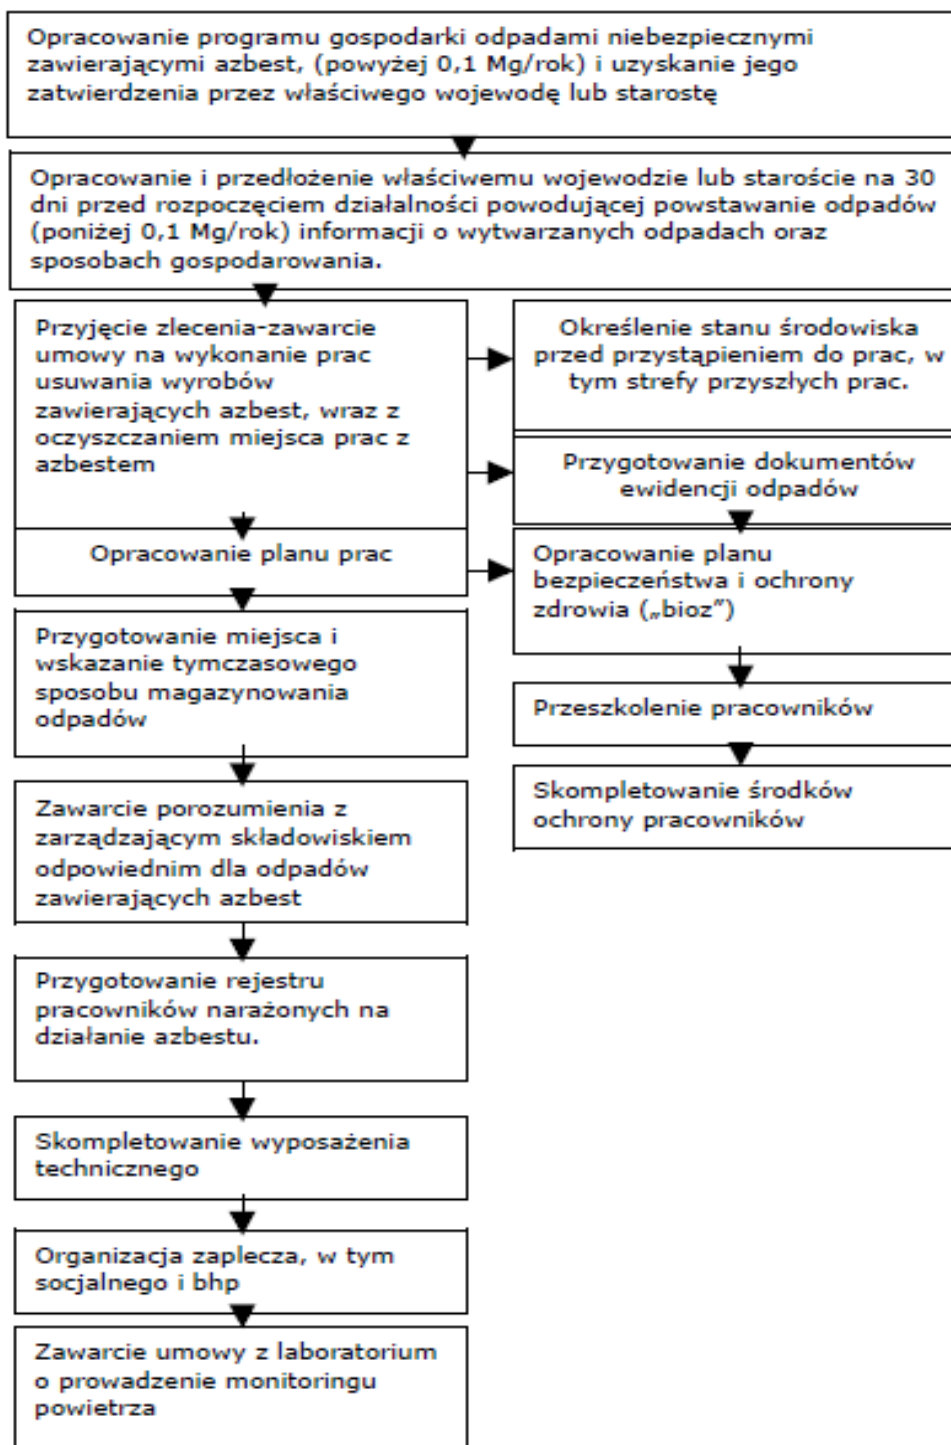 Opracowanie programu gospodarki odpadami niebezpiecznymi
zawierającymi azbest, (powyżej 0,1 Mg/rok) i uzyskanie jego
zatwierdzenia przez właściwego wojewodę lub starostę
Opracowanie i przedłożenie właściwemu wojewodzie lub staroście na 30
dni przed rozpoczęciem działalności powodującej powstawanie odpadów
(poniżej 0,1 Mg/rok) informacji o wytwarzanych odpadach oraz
sposobach gospodarowania.
Przyjęcie zlecenia-zawarcie
umowy na wykonanie prac
usuwania wyrobów
zawierających azbest, wraz z
oczyszczaniem miejsca prac z
azbestem
Określenie stanu środowiska
przed przystąpieniem do prac, w
tym strefy przyszłych prac.
Przygotowanie dokumentów
ewidencji odpadów
Opracowanie planu prac
Opracowanie planu
bezpieczeństwa i ochrony
zdrowia („bioz”)
Przygotowanie miejsca i
wskazanie tymczasowego
sposobu magazynowania
odpadów
Przeszkolenie pracowników
Skompletowanie środków
ochrony pracowników
Zawarcie porozumienia z
zarządzającym składowiskiem
odpowiednim dla odpadów
zawierających azbest
Przygotowanie rejestru
pracowników narażonych na
działanie azbestu.
Skompletowanie wyposażenia
technicznego
Organizacja zaplecza, w tym
socjalnego i bhp
Zawarcie umowy z laboratorium
o prowadzenie monitoringu
powietrza